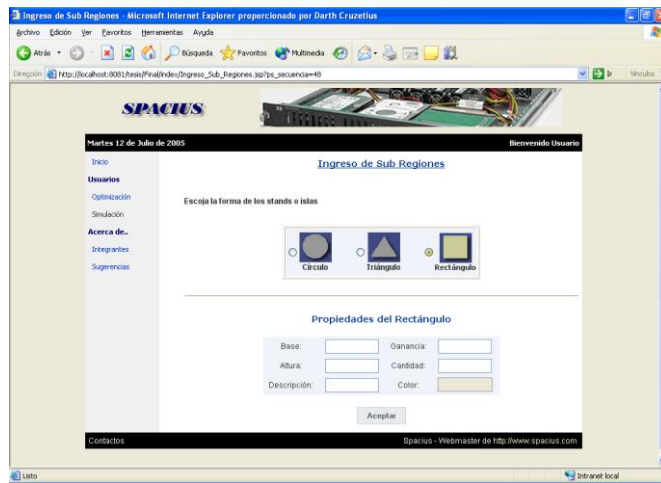 Ingreso de Sub Regiones - Microsoft Internet Explorer proporcionado por Darth Cruzetius
Archivo Edición Ver Favoritos Herramientas Ayuda
Atrás Búsqueda Favoritos Multimedia
Dirección http://localhost:8081/tesis/Final/index/Ingreso_Sub_Regiones.jsp?ps_secuencia=48 Ir Vínculos
SPACIUS
Martes 12 de Julio de 2005 Bienvenido Usuario
Inicio
Ingreso de Sub Regiones
Usuarios
Optimización
Escoja la forma de los stands o islas
Simulación
Acerca de..
Integrantes
Sugerencias
Círculo Triángulo Rectángulo
Propiedades del Rectángulo
Base: Ganancia:
Altura: Cantidad:
Descripción: Color:
Aceptar
Contactos Spacius - Webmaster de http://www.spacius.com
Listo Intranet local